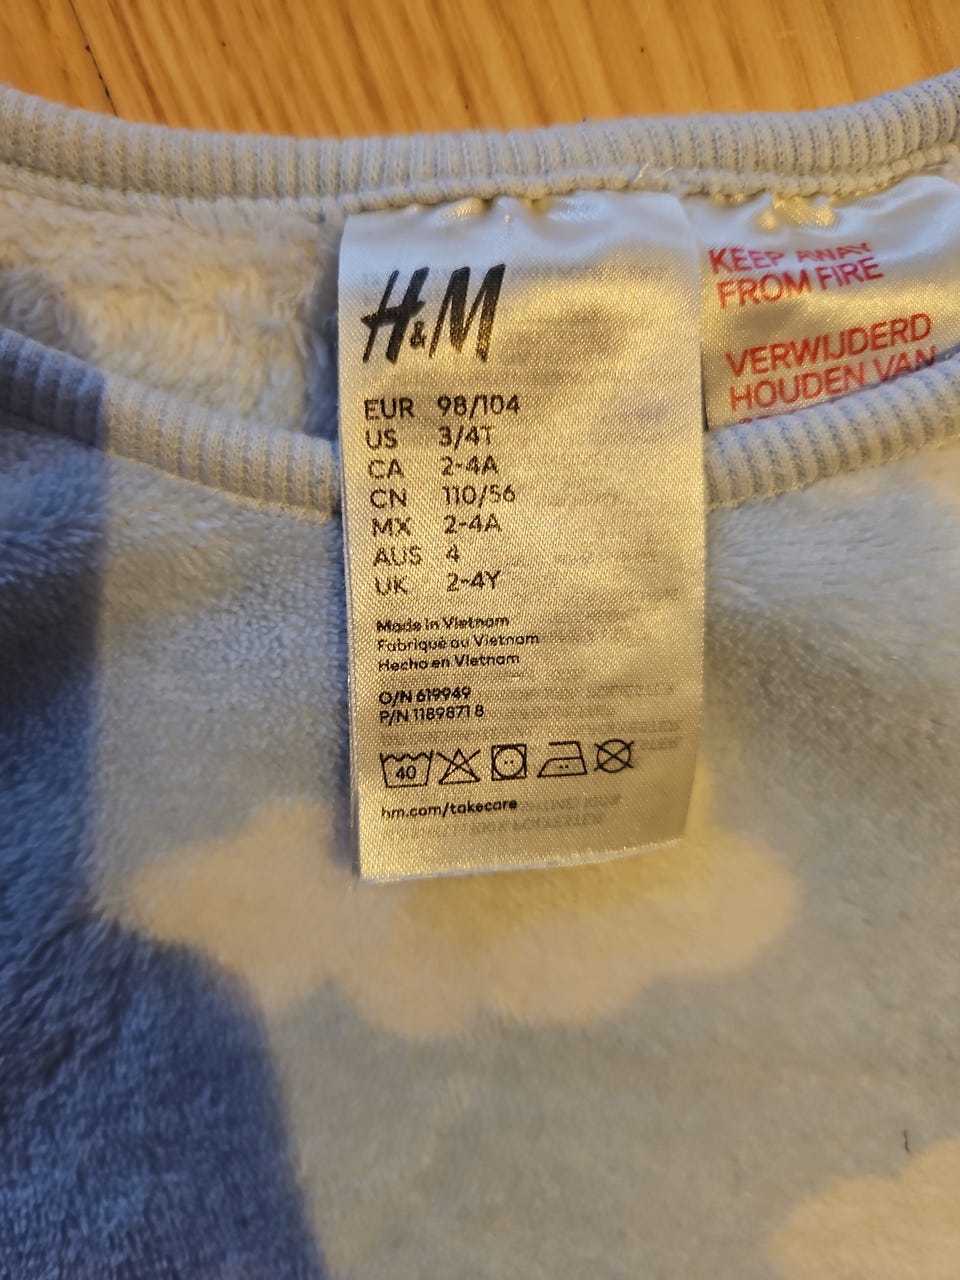 H&M
EUR 98/104
US 3/4T
CA 2-4A
CN 110/56
MX 2-4A
AUS 4
UK 2-4Y
Made in Vietnam
Fabriqué au Vietnam
Hecho en Vietnam
O/N 619949
P/N 1189871 8
40
hm.com/takecare
KEEP AWAY
FROM FIRE
VERWIJDERD
HOUDEN VAN